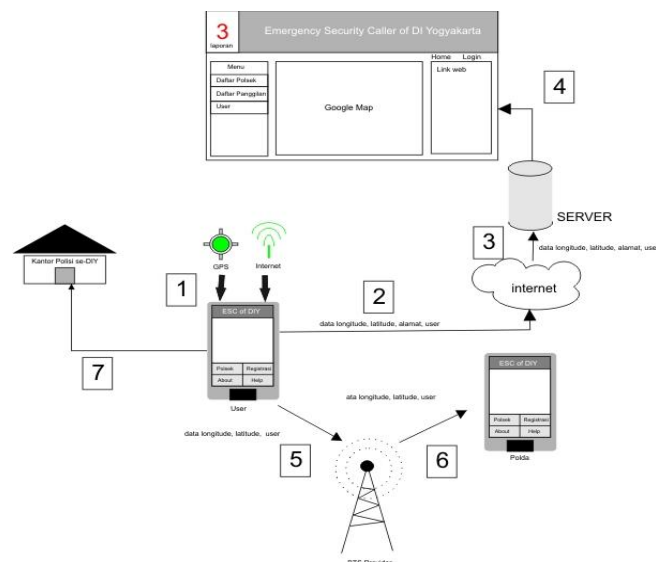 3
laporan
Emergency Security Caller of DI Yogyakarta
Home Login
Menu
Daftar Polsek
Daftar Panggilan
User
Google Map
Link web
4
SERVER
3
data longitude, latitude, alamat, use
internet
Kantor Polisi se-DIY
GPS
Internet
1
2
data longitude, latitude, alamat, user
ESC of DIY
Polsek Registrasi
About Help
User
7
data longitude, latitude, user
5
ata longitude, latitude, user
6
ESC of DIY
Polsek Registrasi
About Help
Polda
BTS Provider